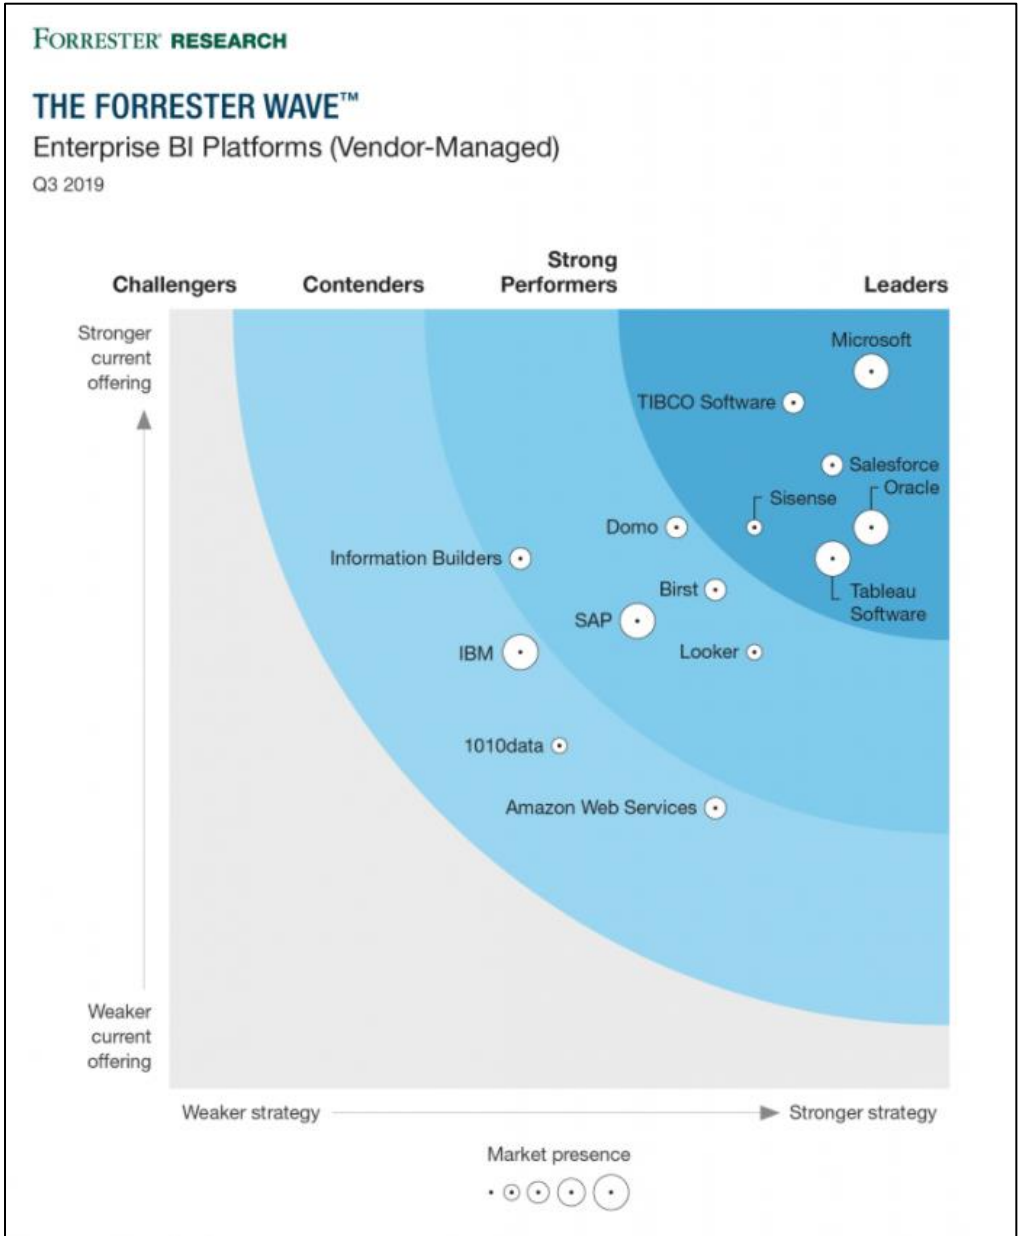 FORRESTER® RESEARCH
THE FORRESTER WAVE™
Enterprise BI Platforms (Vendor-Managed)
Q3 2019
Challengers
Contenders
Strong
Performers
Leaders
Stronger
current
offering
Microsoft
TIBCO Software
Salesforce
Oracle
Sisense
Domo
Information Builders
Birst
Tableau
Software
SAP
IBM
Looker
1010data
Amazon Web Services
Weaker
current
offering
Weaker strategy
Stronger strategy
Market presence